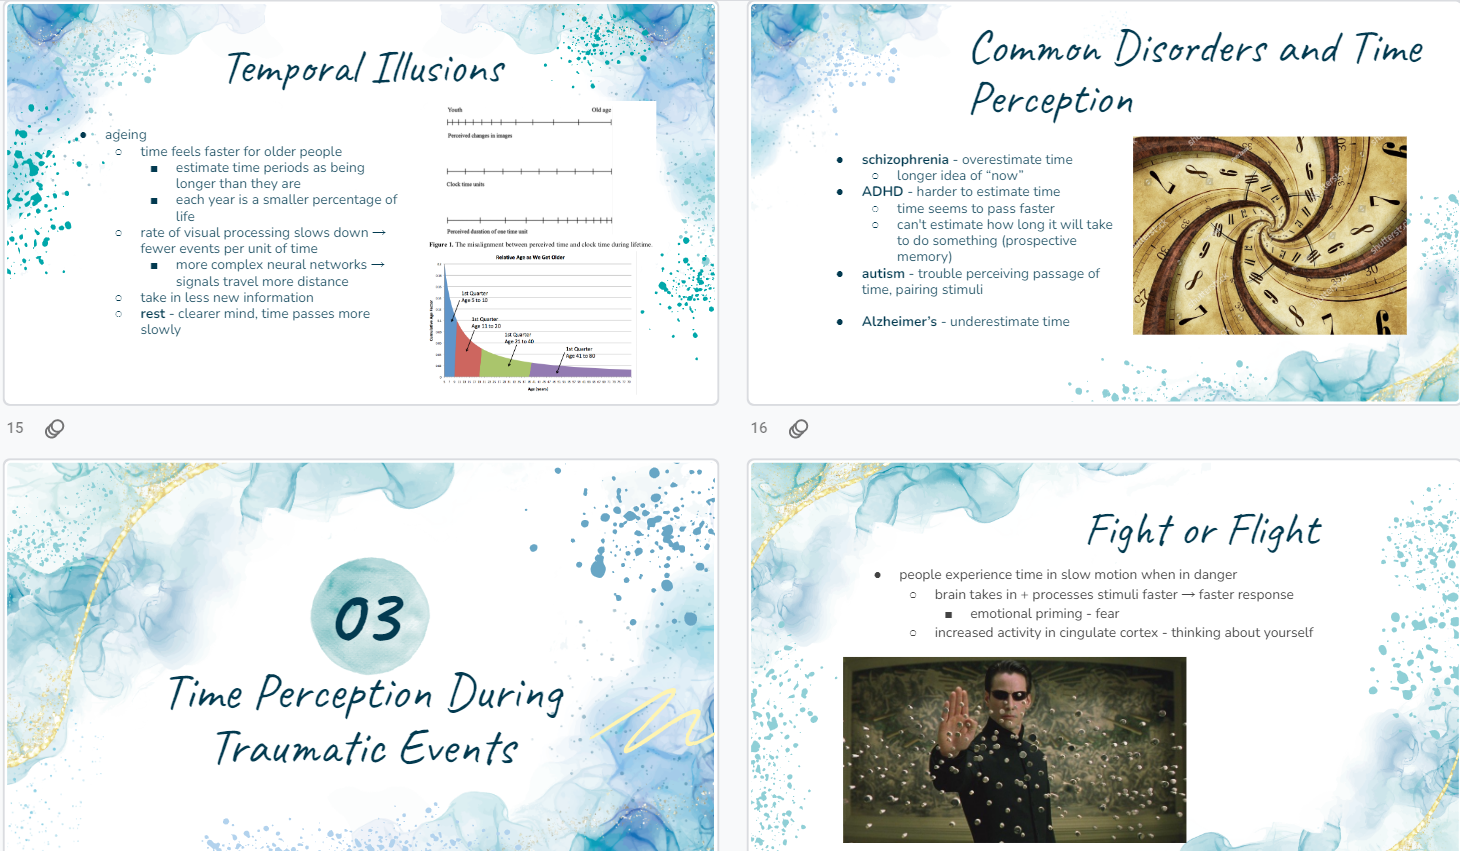 Temporal Illusions
● ageing
○ time feels faster for older people
■ estimate time periods as being
longer than they are
■ each year is a smaller percentage of
life
○ rate of visual processing slows down →
fewer events per unit of time
■ more complex neural networks →
signals travel more distance
○ take in less new information
○ rest - clearer mind, time passes more
slowly
Youth Old age
Perceived changes in images
Clock time units
Perceived duration of one time unit
Figure 1. The misalignment between perceived time and clock time during lifetime.
Relative Age as We Get Older
1st Quarter
Age 5 to 10
1st Quarter
Age 11 to 20
1st Quarter
Age 21 to 40
1st Quarter
Age 41 to 80
Age (years)
15
Common Disorders and Time
Perception
● schizophrenia - overestimate time
○ longer idea of “now”
● ADHD - harder to estimate time
○ time seems to pass faster
○ can't estimate how long it will take
to do something (prospective
memory)
● autism - trouble perceiving passage of
time, pairing stimuli
● Alzheimer’s - underestimate time
16
03
Time Perception During
Traumatic Events
Fight or Flight
● people experience time in slow motion when in danger
○ brain takes in + processes stimuli faster → faster response
■ emotional priming - fear
○ increased activity in cingulate cortex - thinking about yourself